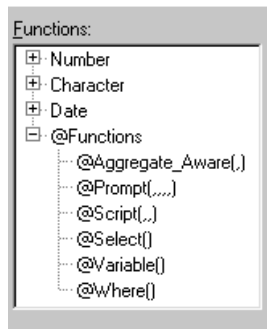 Functions:
Number
Character
Date
@Functions
@Aggregate_Aware(,)
@Prompt(,,,,)
@Script(,,)
@Select()
@Variable()
@Where()